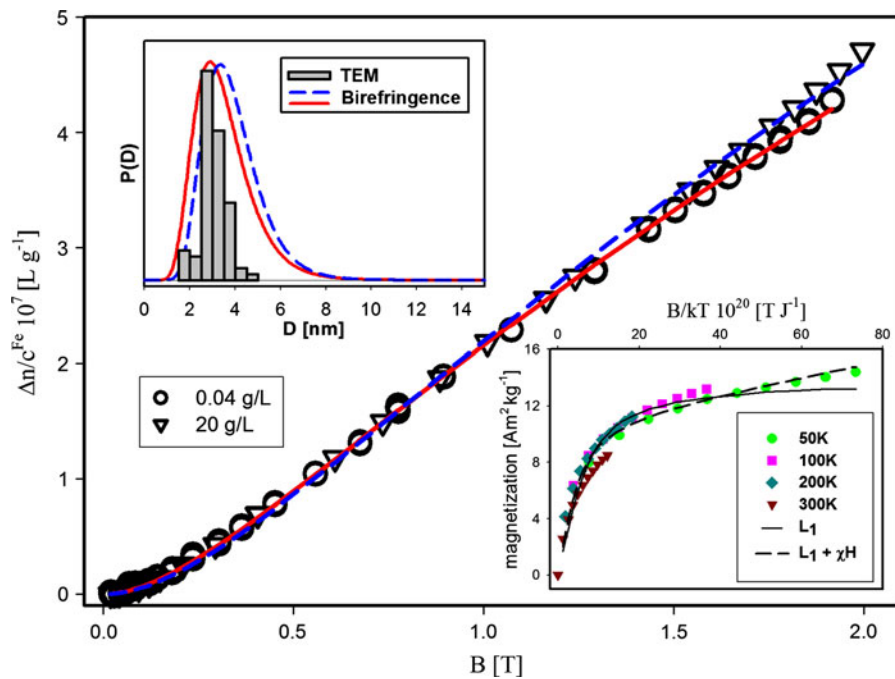 5
4
3
2
1
0
Δn/c^Fe 10^7 [L g^-1]
0.0 0.5 1.0 1.5 2.0
B [T]
TEM
Birefringence
P(D)
0 2 4 6 8 10 12 14
D [nm]
0.04 g/L
20 g/L
B/kT 10^20 [T J^-1]
0 20 40 60 80
16
12
8
4
0
magnetization [Am^2 kg^-1]
50K
100K
200K
300K
L_1
L_1 + χH